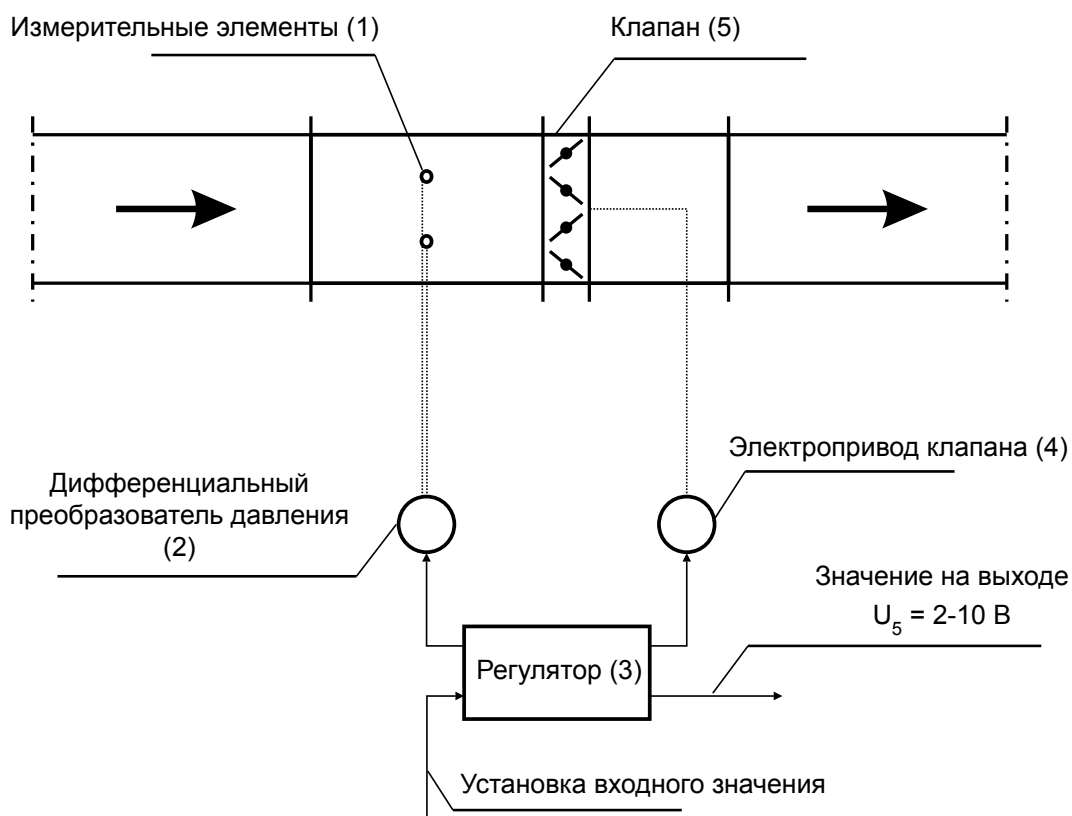 Измерительные элементы (1)
Клапан (5)
Электропривод клапана (4)
Дифференциальный
преобразователь давления
(2)
Значение на выходе
U₅ = 2-10 В
Регулятор (3)
Установка входного значения